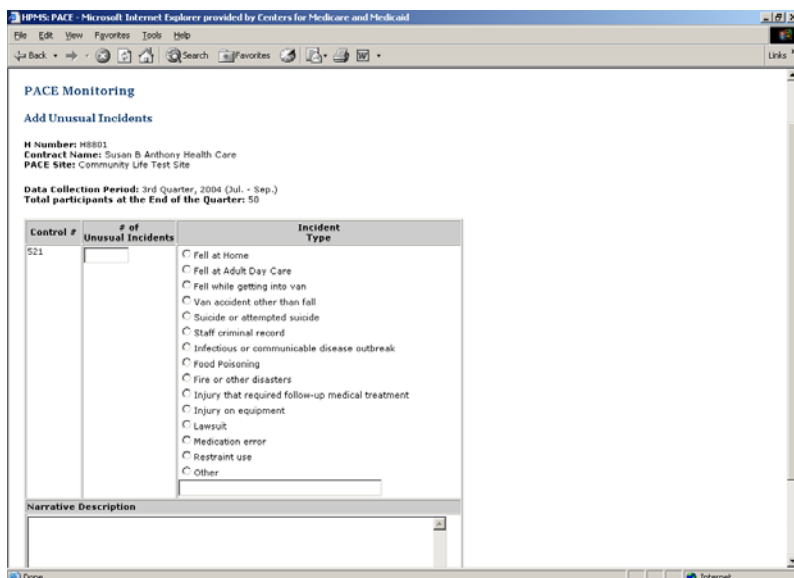 HPMS: PACE - Microsoft Internet Explorer provided by Centers for Medicare and Medicaid
File Edit View Favorites Tools Help
Back Search Favorites Links
PACE Monitoring
Add Unusual Incidents
H Number: H8801
Contract Name: Susan B Anthony Health Care
PACE Site: Community Life Test Site
Data Collection Period: 3rd Quarter, 2004 (Jul. - Sep.)
Total participants at the End of the Quarter: 50
Control # # of Unusual Incidents Incident Type
521
Fell at Home
Fell at Adult Day Care
Fell while getting into van
Van accident other than fall
Suicide or attempted suicide
Staff criminal record
Infectious or communicable disease outbreak
Food Poisoning
Fire or other disasters
Injury that required follow-up medical treatment
Injury on equipment
Lawsuit
Medication error
Restraint use
Other
Narrative Description
Done Internet